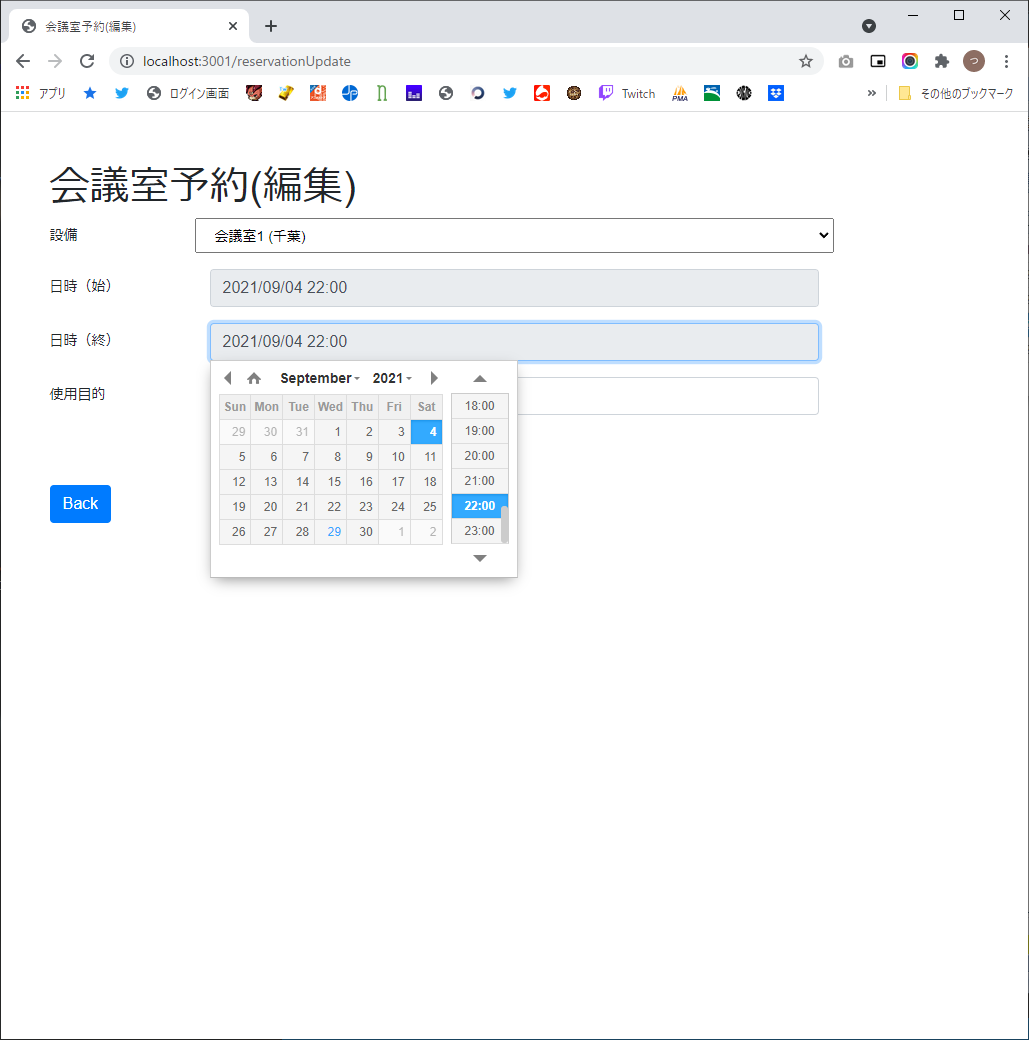 会議室予約(編集)
localhost:3001/reservationUpdate
つ
アプリ
ログイン画面
Twitch
PMA
»
その他のブックマーク
会議室予約(編集)
設備
会議室1 (千葉)
日時（始）
2021/09/04 22:00
日時（終）
2021/09/04 22:00
使用目的
September 2021
Sun Mon Tue Wed Thu Fri Sat
29 30 31 1 2 3 4
5 6 7 8 9 10 11
12 13 14 15 16 17 18
19 20 21 22 23 24 25
26 27 28 29 30 1 2
18:00
19:00
20:00
21:00
22:00
23:00
Back